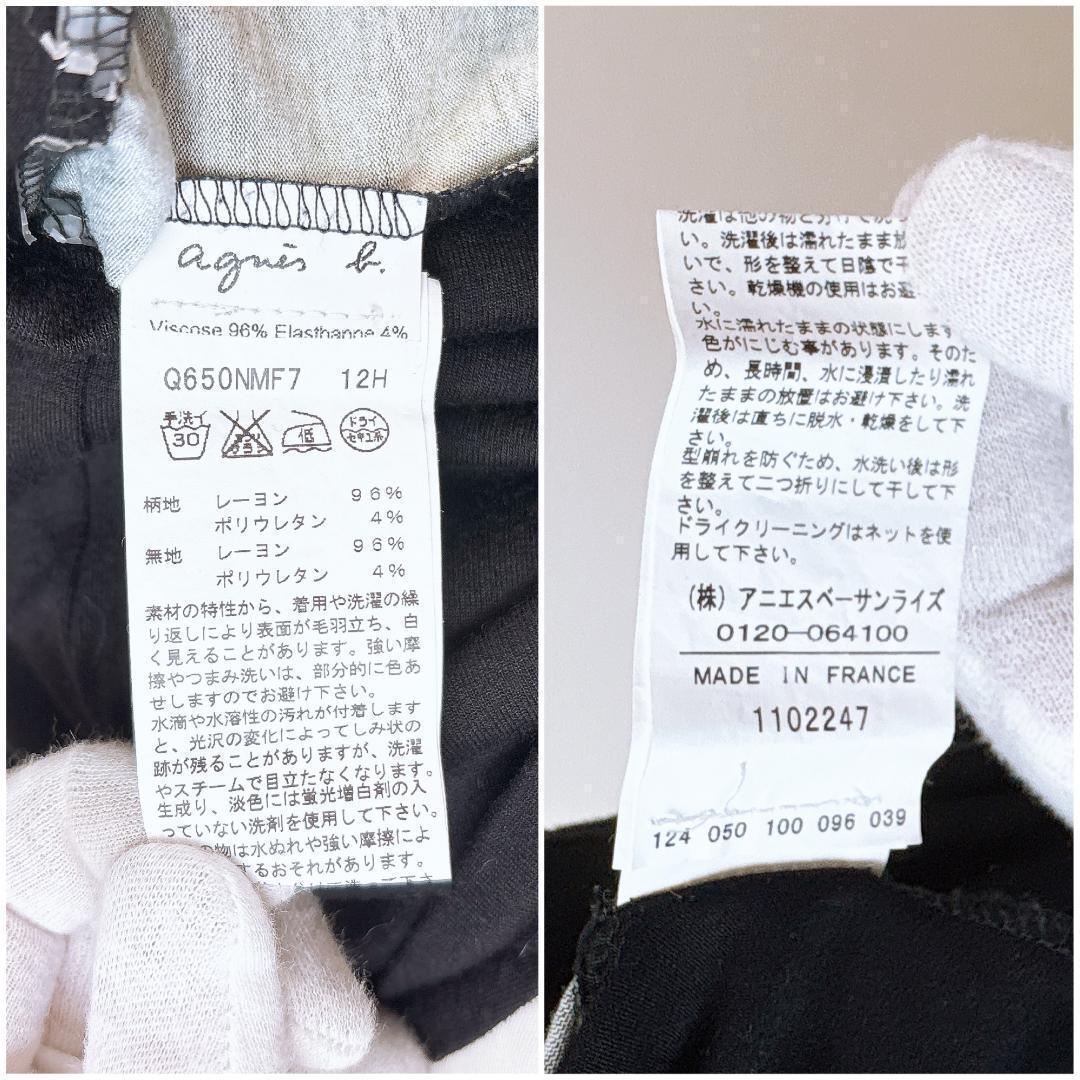 agnès b.
Viscose 96% Elasthanne 4%
Q650NMF7 12H
手洗イ
30
エンソ
サラシ
低
ドライ
セキユ系
柄地 レーヨン 96%
ポリウレタン 4%
無地 レーヨン 96%
ポリウレタン 4%
素材の特性から、着用や洗濯の繰
り返しにより表面が毛羽立ち、白
く見えることがあります。強い摩
擦やつまみ洗いは、部分的に色あ
せしますのでお避け下さい。
水滴や水溶性の汚れが付着します
と、光沢の変化によってしみ状の
跡が残ることがありますが、洗濯
やスチームで目立たなくなります。
生成り、淡色には蛍光増白剤の入
っていない洗剤を使用して下さい。
の物は水ぬれや強い摩擦によ
するおそれがあります。
洗濯は他の物と分けて洗っ
い。洗濯後は濡れたまま放
いで、形を整えて日陰で干
さい。乾燥機の使用はお避
い。
水に濡れたままの状態にします
色がにじむ事があります。そのた
め、長時間、水に浸漬したり濡れ
たままの放置はお避け下さい。洗
濯後は直ちに脱水・乾燥をして下
さい。
型崩れを防ぐため、水洗い後は形
を整えて二つ折りにして干して下
さい。
ドライクリーニングはネットを使
用して下さい。
(株)アニエスベーサンライズ
0120-064100
MADE IN FRANCE
1102247
124 050 100 096 039